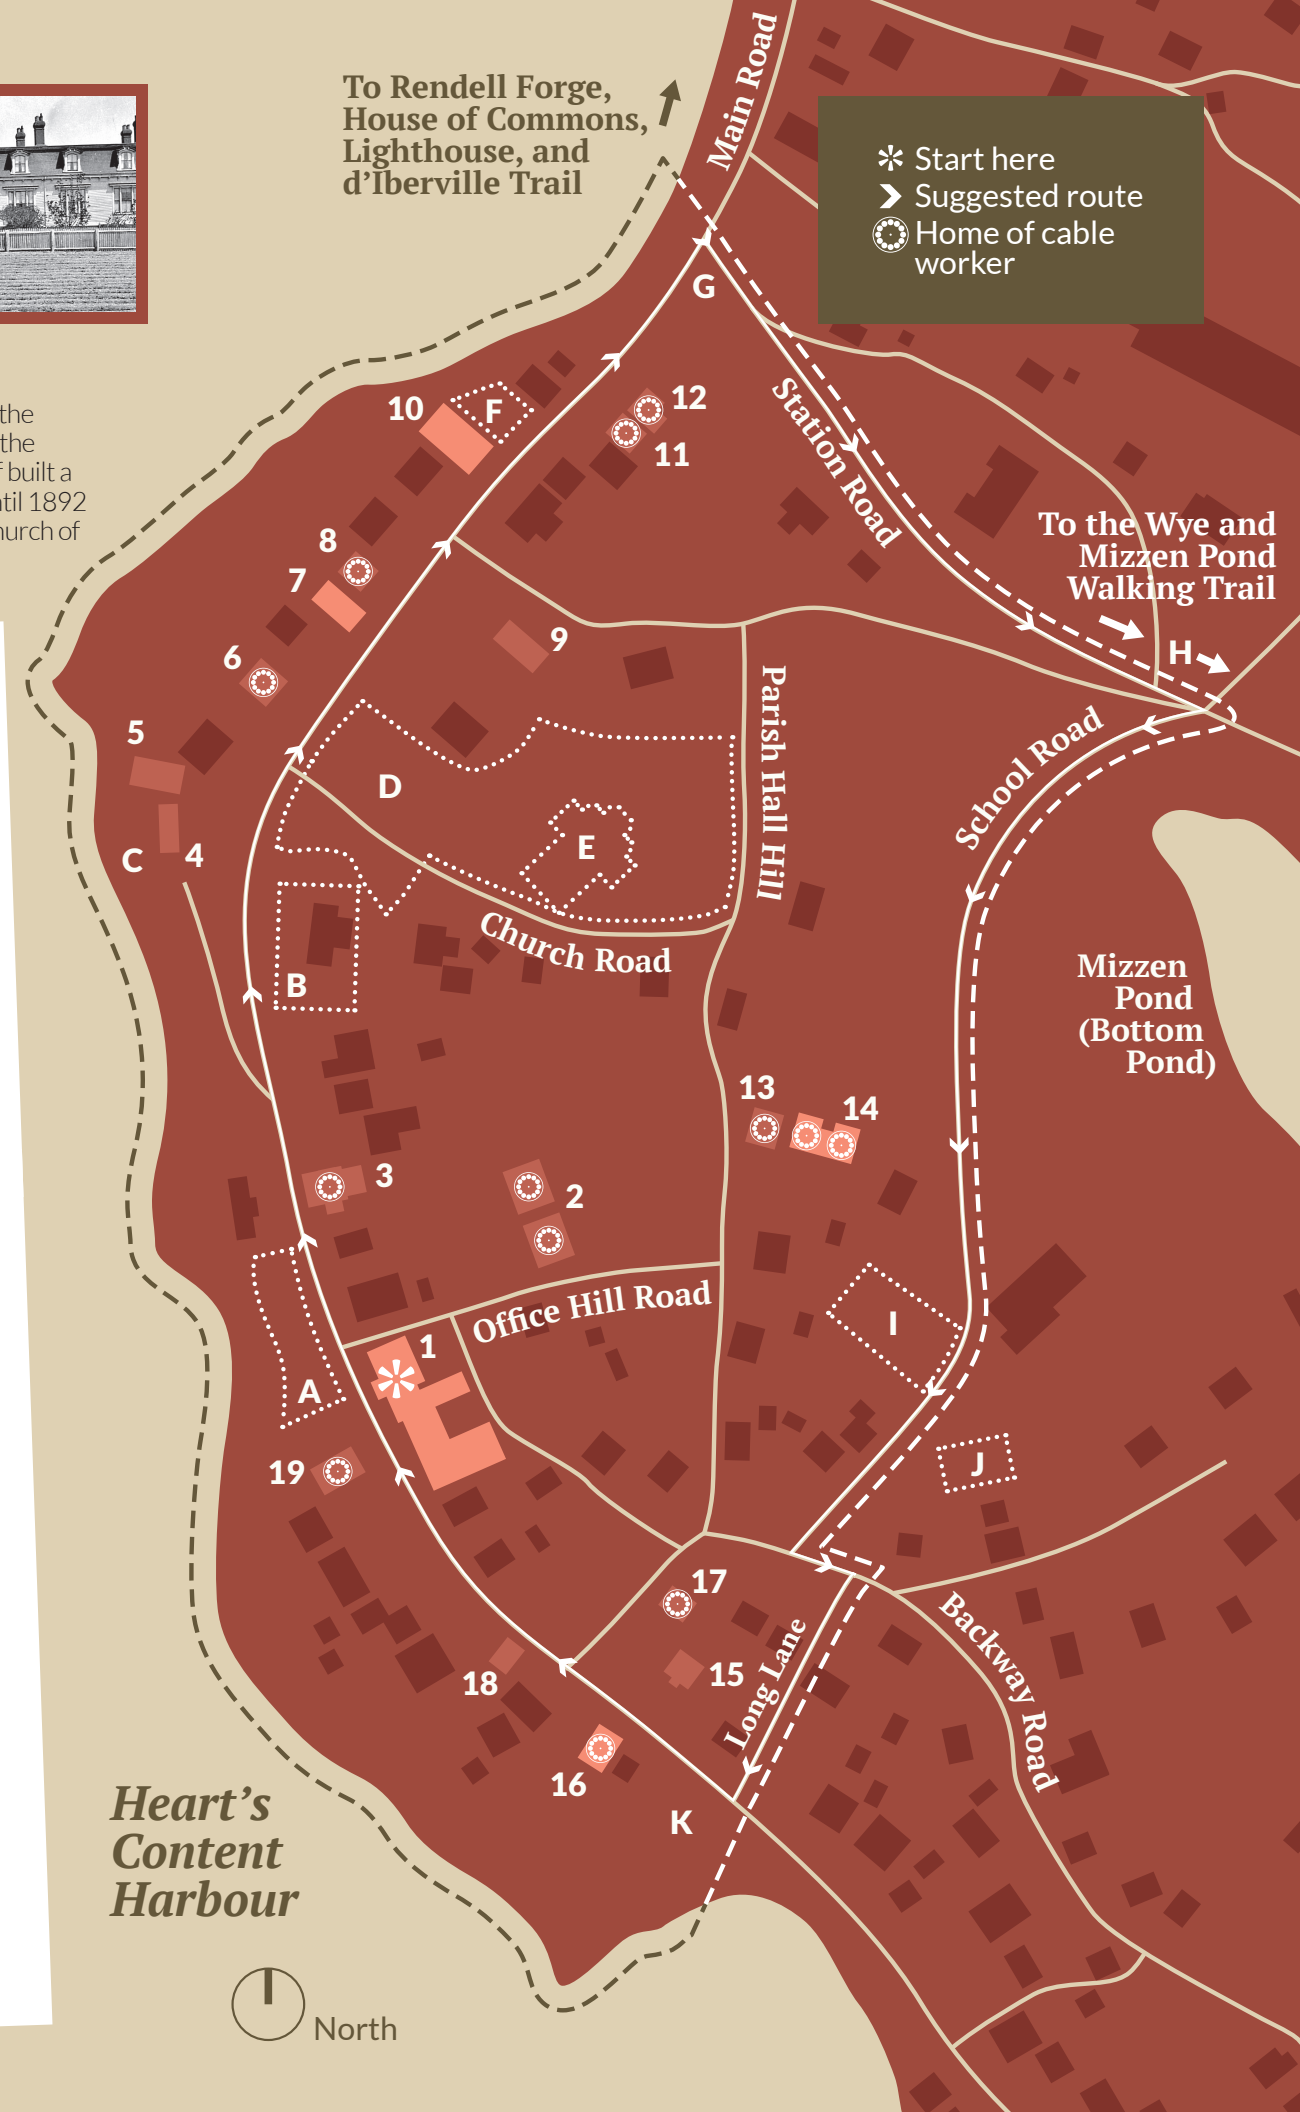 Main Road
To Rendell Forge,
House of Commons,
Lighthouse, and
d'Iberville Trail
Start here
Suggested route
Home of cable
worker
G
the
the
f built a
ntil 1892
hurch of
10
F
12
11
Station Road
8
7
6
9
To the Wye and
Mizzen Pond
Walking Trail
H
5
D
Parish Hall Hill
School Road
C
4
E
B
Church Road
Mizzen
Pond
(Bottom
Pond)
13
14
3
2
Office Hill Road
I
1
A
19
J
17
15
18
16
Long Lane
Backway Road
K
Heart's
Content
Harbour
North